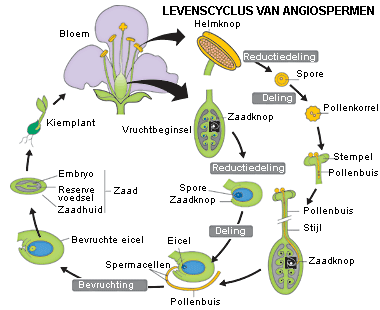 LEVENSCYCLUS VAN ANGIOSPERMEN
Bloem
Helmknop
Reductiedeling
Spore
Deling
Pollenkorrel
Kiemplant
Vruchtbeginsel
Zaadknop
Stempel
Pollenbuis
Reductiedeling
Embryo
Reserve
voedsel
Zaadhuid
Zaad
Spore
Zaadknop
Pollenbuis
Stijl
Deling
Bevruchte eicel
Eicel
Zaadknop
Spermacellen
Bevruchting
Pollenbuis